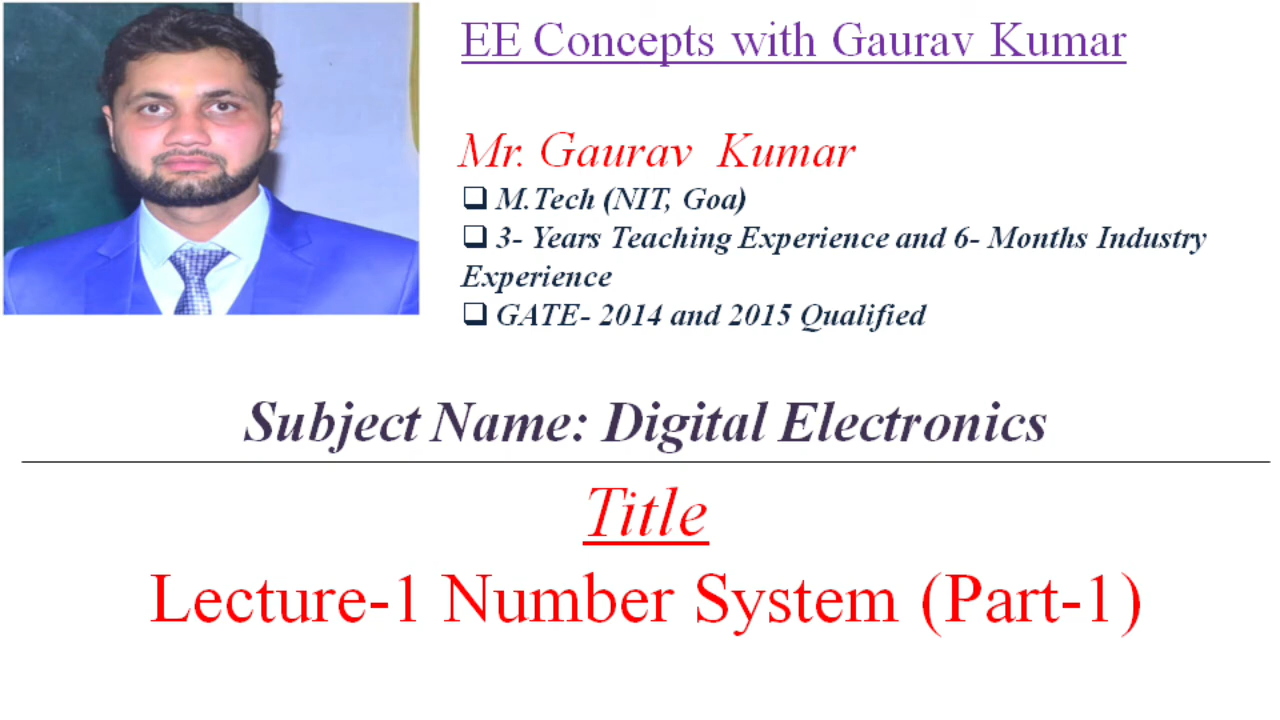 EE Concepts with Gaurav Kumar
Mr. Gaurav Kumar
❑ M.Tech (NIT, Goa)
❑ 3- Years Teaching Experience and 6- Months Industry
Experience
❑ GATE- 2014 and 2015 Qualified
Subject Name: Digital Electronics
Title
Lecture-1 Number System (Part-1)